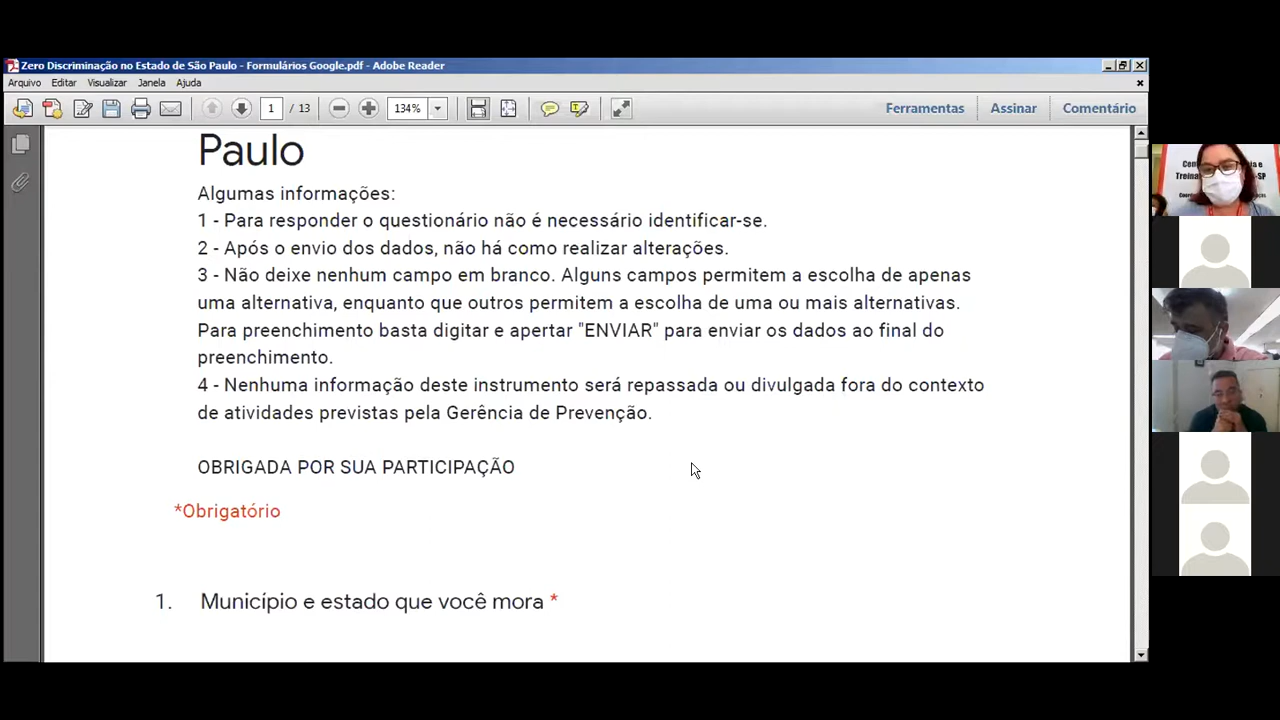 Zero Discriminação no Estado de São Paulo - Formulários Google.pdf - Adobe Reader
Arquivo Editar Visualizar Janela Ajuda
1 / 13 134% Ferramentas Assinar Comentário
Paulo
Algumas informações:
1 - Para responder o questionário não é necessário identificar-se.
2 - Após o envio dos dados, não há como realizar alterações.
3 - Não deixe nenhum campo em branco. Alguns campos permitem a escolha de apenas
uma alternativa, enquanto que outros permitem a escolha de uma ou mais alternativas.
Para preenchimento basta digitar e apertar "ENVIAR" para enviar os dados ao final do
preenchimento.
4 - Nenhuma informação deste instrumento será repassada ou divulgada fora do contexto
de atividades previstas pela Gerência de Prevenção.
OBRIGADA POR SUA PARTICIPAÇÃO
*Obrigatório
1. Município e estado que você mora *